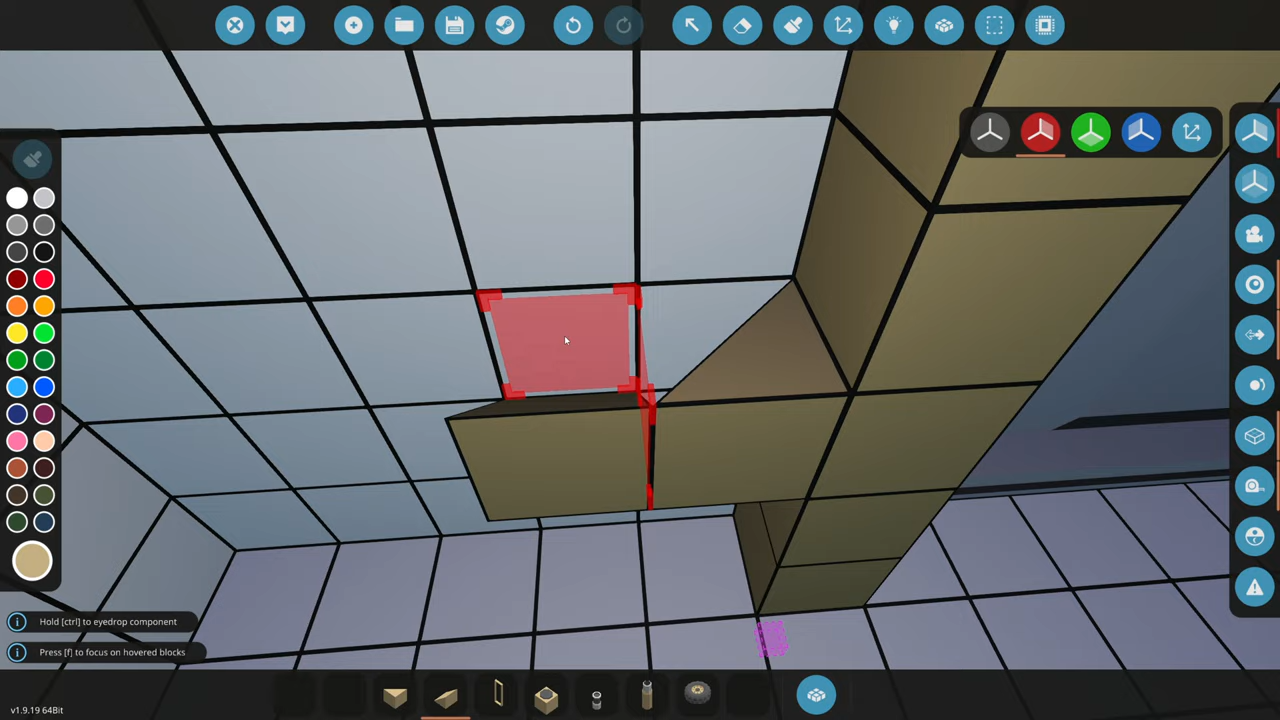 Hold [ctrl] to eyedrop component
Press [f] to focus on hovered blocks
v1.9.19 64Bit